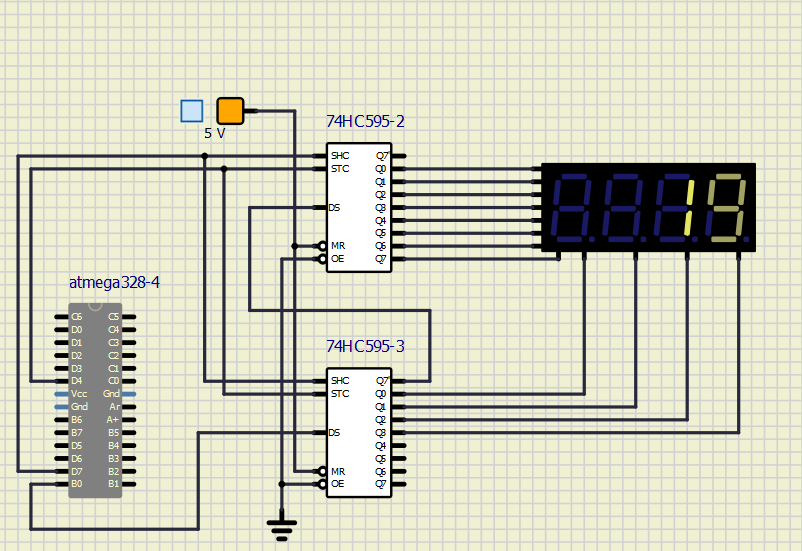 5 V
74HC595-2
SHC Q7'
STC Q0
Q1
Q2
DS Q3
Q4
Q5
MR Q6
OE Q7
19
atmega328-4
C6 C5
D0 C4
D1 C3
D2 C2
D3 C1
D4 C0
Vcc Gnd
Gnd Ar
B6 A+
B7 B5
D5 B4
D6 B3
D7 B2
B0 B1
74HC595-3
SHC Q7'
STC Q0
Q1
Q2
DS Q3
Q4
Q5
MR Q6
OE Q7